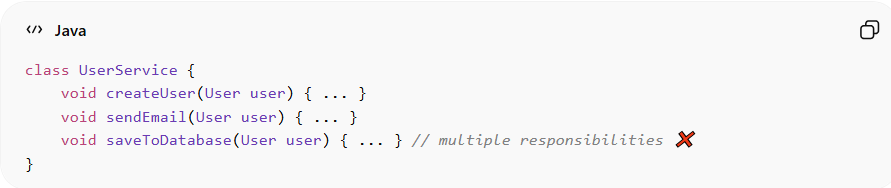 </> Java
class UserService {
    void createUser(User user) { ... }
    void sendEmail(User user) { ... }
    void saveToDatabase(User user) { ... } // multiple responsibilities ❌
}